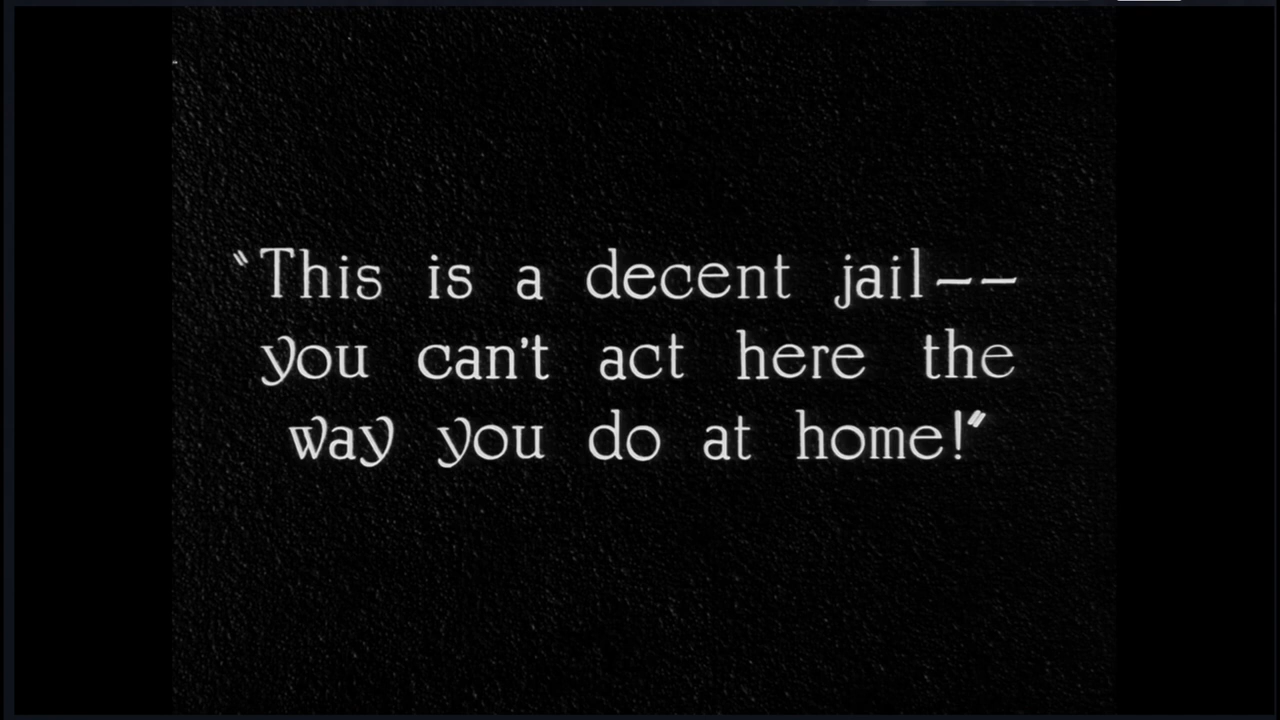 “This is a decent jail——
you can't act here the
way you do at home!”